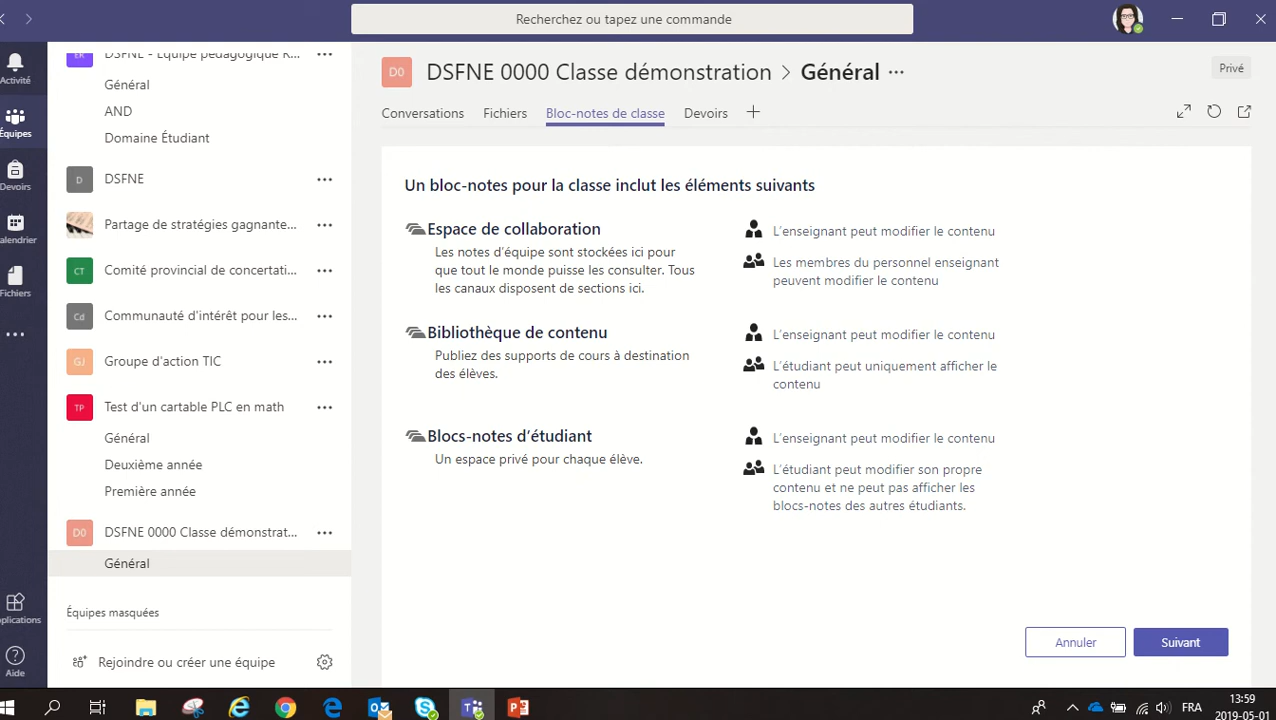 Recherchez ou tapez une commande
Activité
Équipes
Devoirs
alendrier
Fichiers
pplications
Aide
DSFNE - Équipe pédagogique R...
Général
AND
Domaine Étudiant
D
DSFNE
Partage de stratégies gagnante...
CT
Comité provincial de concertati...
Cd
Communauté d'intérêt pour les...
GJ
Groupe d'action TIC
TP
Test d'un cartable PLC en math
Général
Deuxième année
Première année
D0
DSFNE 0000 Classe démonstrat...
Général
Équipes masquées
Rejoindre ou créer une équipe
D0
DSFNE 0000 Classe démonstration > Général ···
Privé
Conversations
Fichiers
Bloc-notes de classe
Devoirs
Un bloc-notes pour la classe inclut les éléments suivants
Espace de collaboration
Les notes d'équipe sont stockées ici pour
que tout le monde puisse les consulter. Tous
les canaux disposent de sections ici.
L'enseignant peut modifier le contenu
Les membres du personnel enseignant
peuvent modifier le contenu
Bibliothèque de contenu
Publiez des supports de cours à destination
des élèves.
L'enseignant peut modifier le contenu
L'étudiant peut uniquement afficher le
contenu
Blocs-notes d'étudiant
Un espace privé pour chaque élève.
L'enseignant peut modifier le contenu
L'étudiant peut modifier son propre
contenu et ne peut pas afficher les
blocs-notes des autres étudiants.
Annuler
Suivant
FRA
13:59
2019-05-01